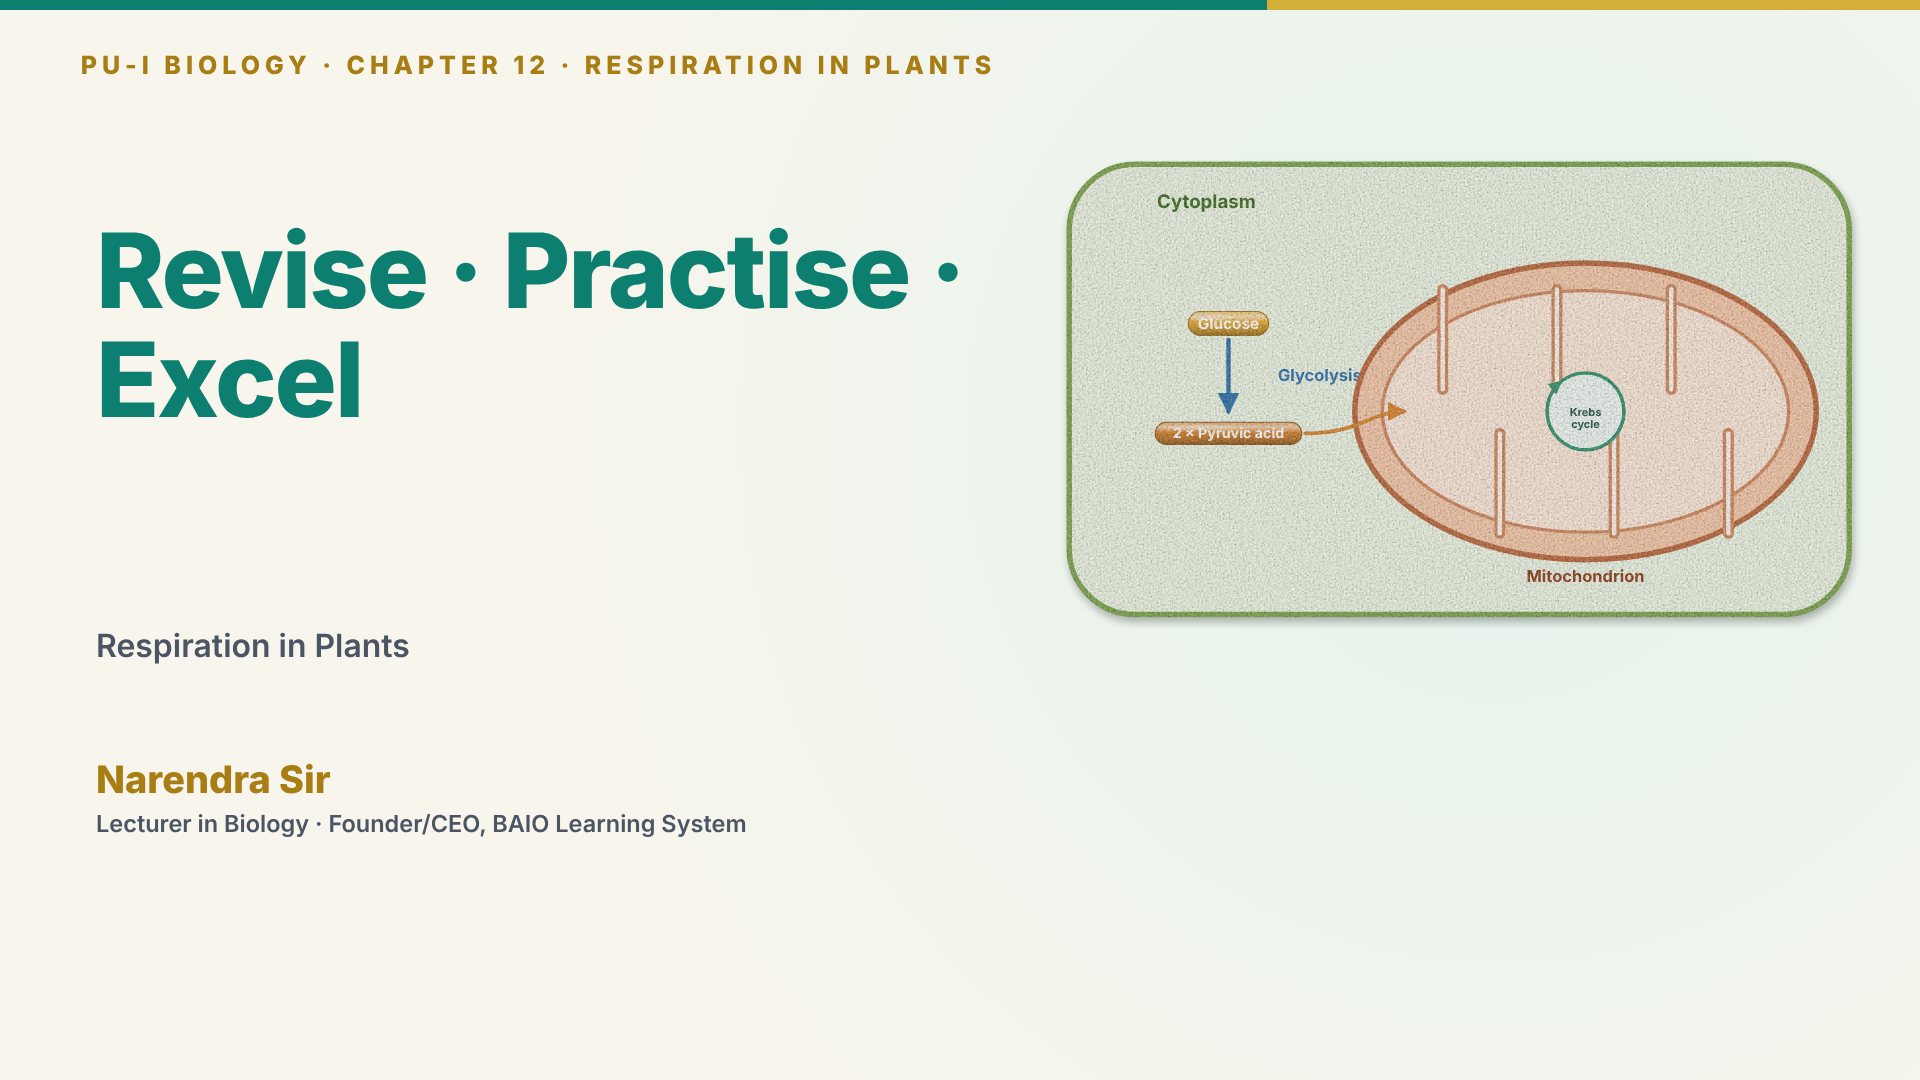 PU-I BIOLOGY · CHAPTER 12 · RESPIRATION IN PLANTS
Revise · Practise ·
Excel
Respiration in Plants
Narendra Sir
Lecturer in Biology · Founder/CEO, BAIO Learning System
Cytoplasm
Glucose
Glycolysis
2 × Pyruvic acid
Krebs
cycle
Mitochondrion